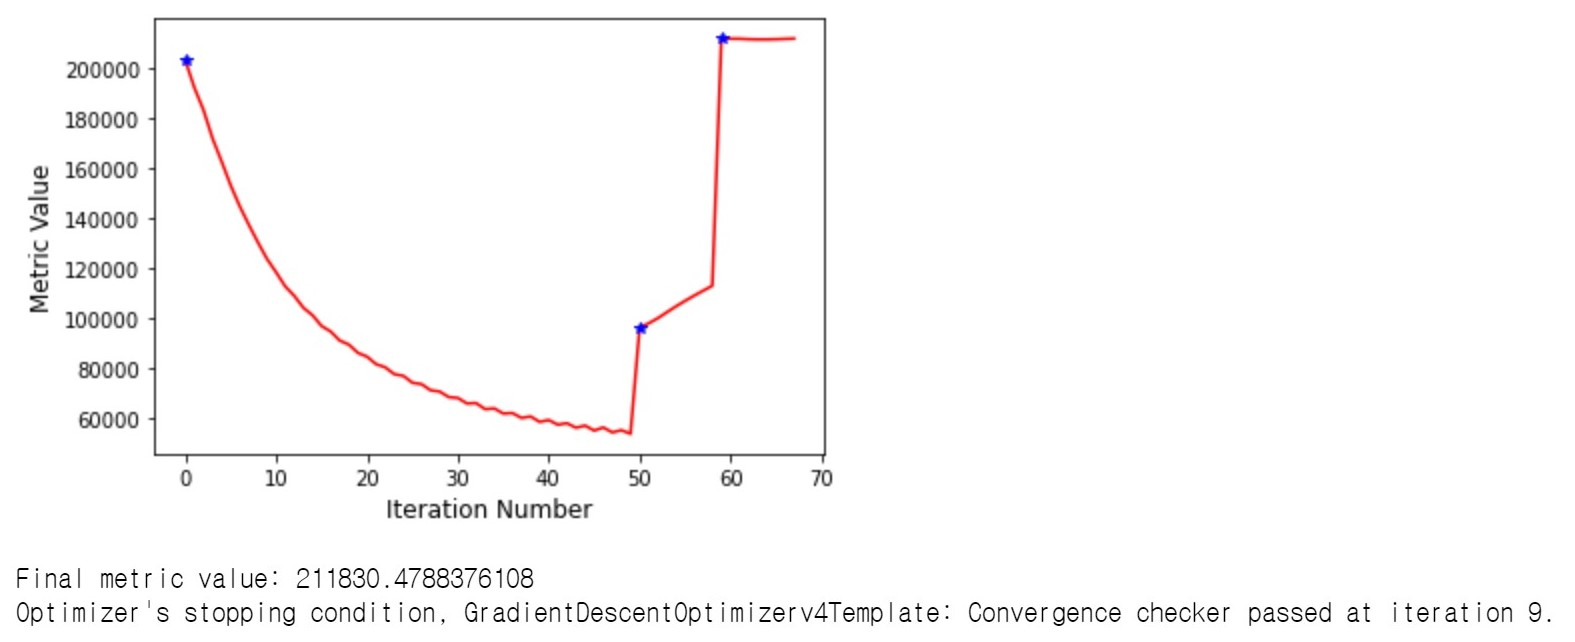 200000
180000
160000
140000
120000
100000
80000
60000
Metric Value
0 10 20 30 40 50 60 70
Iteration Number
Final metric value: 211830.4788376108
Optimizer's stopping condition, GradientDescentOptimizerv4Template: Convergence checker passed at iteration 9.